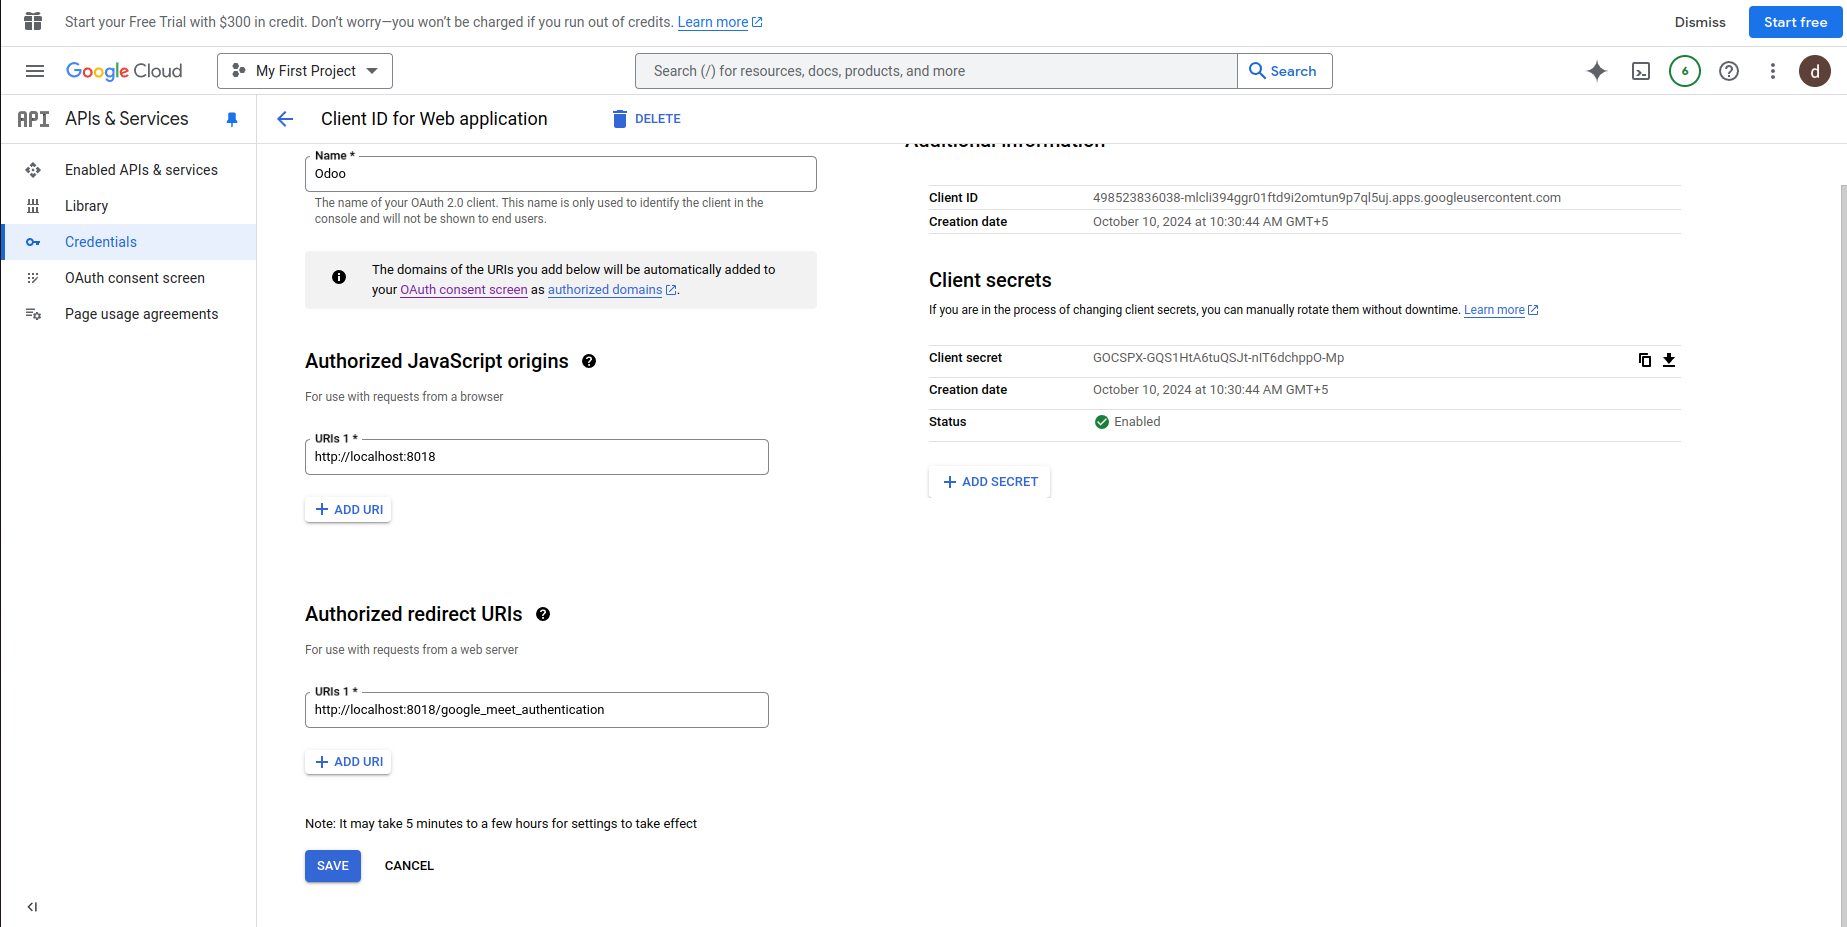 Start your Free Trial with $300 in credit. Don't worry—you won't be charged if you run out of credits. Learn more
Dismiss
Start free
Google Cloud
My First Project
Search (/) for resources, docs, products, and more
Search
6
d
API
APIs & Services
Client ID for Web application
DELETE
Enabled APIs & services
Library
Credentials
OAuth consent screen
Page usage agreements
Name *
Odoo
The name of your OAuth 2.0 client. This name is only used to identify the client in the
console and will not be shown to end users.
The domains of the URIs you add below will be automatically added to
your OAuth consent screen as authorized domains.
Authorized JavaScript origins
For use with requests from a browser
URIs 1 *
http://localhost:8018
ADD URI
Authorized redirect URIs
For use with requests from a web server
URIs 1 *
http://localhost:8018/google_meet_authentication
ADD URI
Note: It may take 5 minutes to a few hours for settings to take effect
SAVE
CANCEL
Additional information
Client ID 498523836038-mlcli394ggr01ftd9i2omtun9p7ql5uj.apps.googleusercontent.com
Creation date October 10, 2024 at 10:30:44 AM GMT+5
Client secrets
If you are in the process of changing client secrets, you can manually rotate them without downtime. Learn more
Client secret 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
Creation date October 10, 2024 at 10:30:44 AM GMT+5
Status Enabled
ADD SECRET